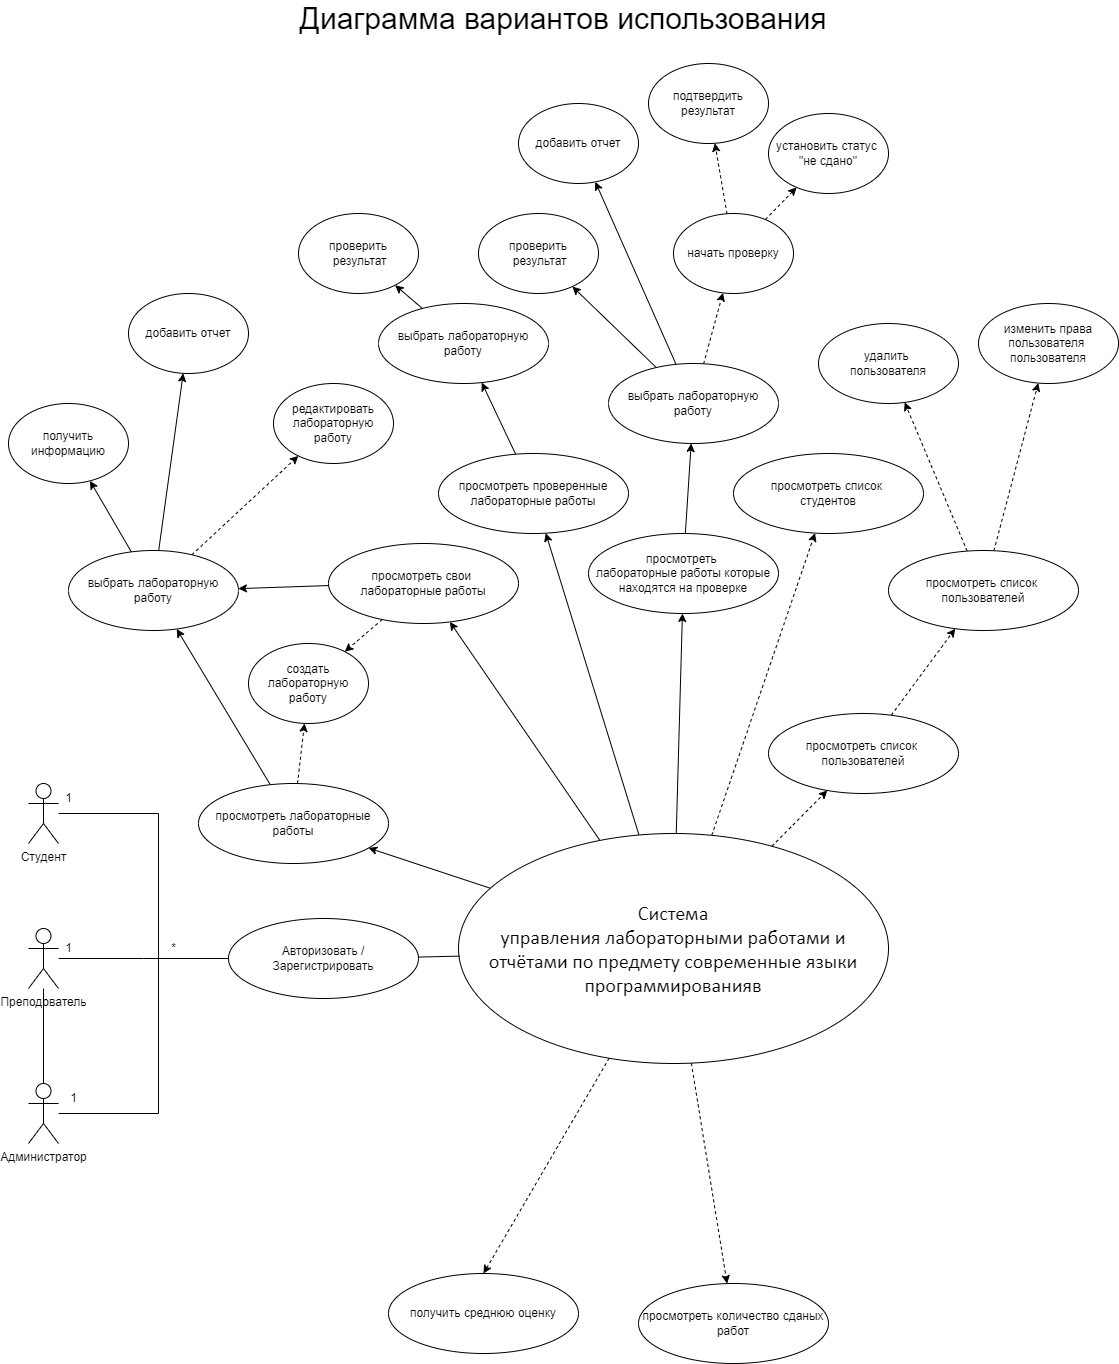 Диаграмма вариантов использования
подтвердить
результат
добавить отчет
установить статус
"не сдано"
проверить
результат
проверить
результат
начать проверку
добавить отчет
выбрать лабораторную
работу
изменить права
пользователя
пользователя
удалить
пользователя
выбрать лабораторную
работу
редактировать
лабораторную
работу
получить
информацию
просмотреть проверенные
лабораторные работы
просмотреть список
студентов
просмотреть
лабораторные работы которые
находятся на проверке
выбрать лабораторную
работу
просмотреть свои
лабораторные работы
просмотреть список
пользователей
создать
лабораторную
работу
просмотреть список
пользователей
1
Студент
просмотреть лабораторные
работы
Система
управления лабораторными работами и
отчётами по предмету современные языки
программированияв
1
*
Авторизовать /
Зарегистрировать
Преподователь
1
Администратор
получить среднюю оценку
просмотреть количество сданых
работ